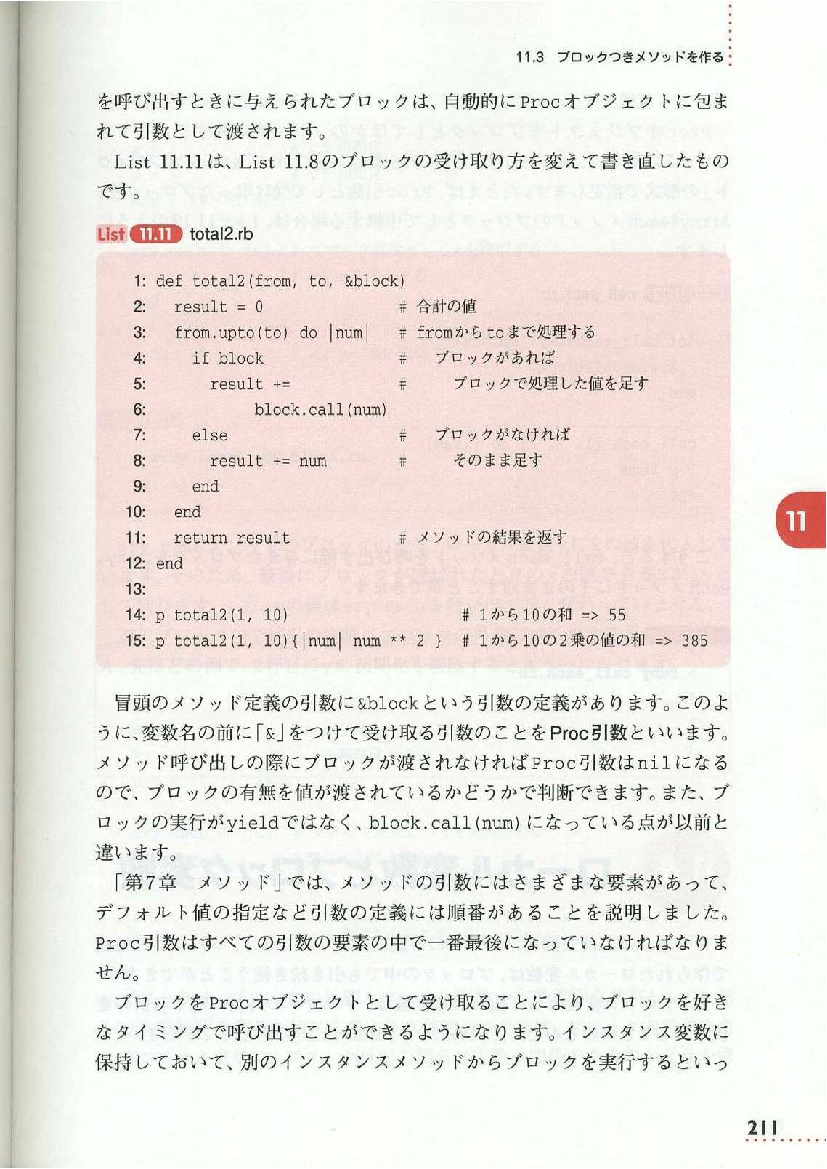 11.3 ブロックつきメソッドを作る
を呼び出すときに与えられたブロックは、自動的にProcオブジェクトに包ま
れて引数として渡されます。
List 11.11は、List 11.8のブロックの受け取り方を変えて書き直したもの
です。
List 11.11 total2.rb
1: def total2(from, to, &block)
2: result = 0 # 合計の値
3: from.upto(to) do |num| # fromからtoまで処理する
4: if block # ブロックがあれば
5: result += # ブロックで処理した値を足す
6: block.call(num)
7: else # ブロックがなければ
8: result += num # そのまま足す
9: end
10: end
11: return result # メソッドの結果を返す
12: end
13:
14: p total2(1, 10) # 1から10の和 => 55
15: p total2(1, 10){|num| num ** 2 } # 1から10の2乗の値の和 => 385
冒頭のメソッド定義の引数に&blockという引数の定義があります。このよ
うに、変数名の前に「&」をつけて受け取る引数のことをProc引数といいます。
メソッド呼び出しの際にブロックが渡されなければProc引数はnilになる
ので、ブロックの有無を値が渡されているかどうかで判断できます。また、ブ
ロックの実行がyieldではなく、block.call(num)になっている点が以前と
違います。
「第7章 メソッド」では、メソッドの引数にはさまざまな要素があって、
デフォルト値の指定など引数の定義には順番があることを説明しました。
Proc引数はすべての引数の要素の中で一番最後になっていなければなりま
せん。
ブロックをProcオブジェクトとして受け取ることにより、ブロックを好き
なタイミングで呼び出すことができるようになります。インスタンス変数に
保持しておいて、別のインスタンスメソッドからブロックを実行するといっ
11
211